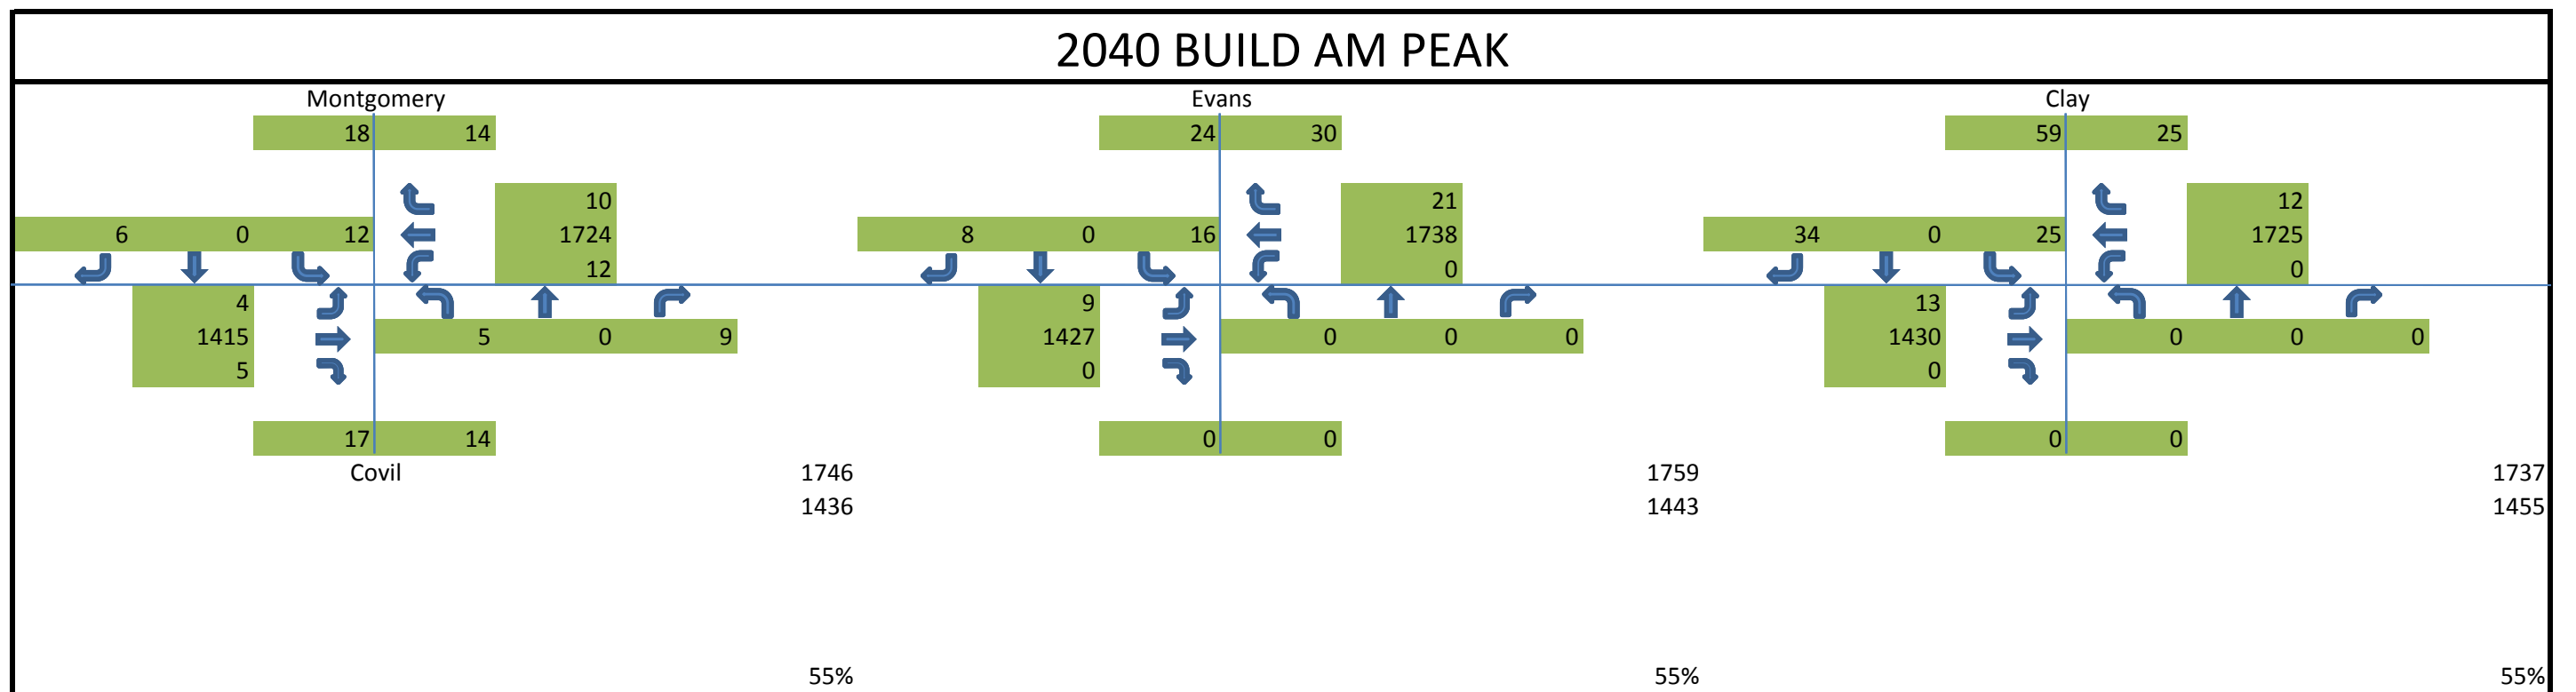 2040 BUILD AM PEAK
Montgomery Evans Clay
18 14 24 30 59 25
10 21 12
6 0 12 1724 8 0 16 1738 34 0 25 1725
12 0 0
4 9 13
1415 5 0 9 1427 0 0 0 1430 0 0 0
5 0 0
17 14 0 0 0 0
Covil 1746 1759 1737
1436 1443 1455
55% 55% 55%